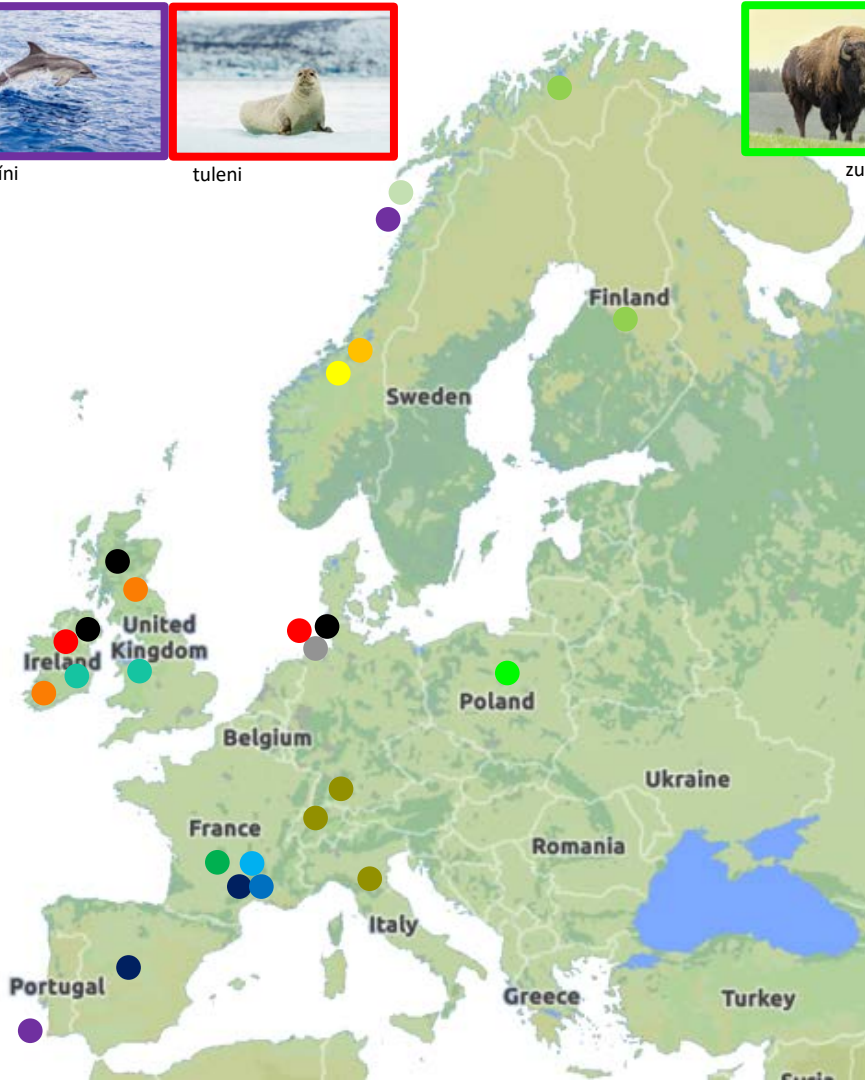 íni
tuleni
zu
Finland
Sweden
United
Kingdom
Ireland
Poland
Belgium
Ukraine
France
Romania
Italy
Portugal
Greece
Turkey